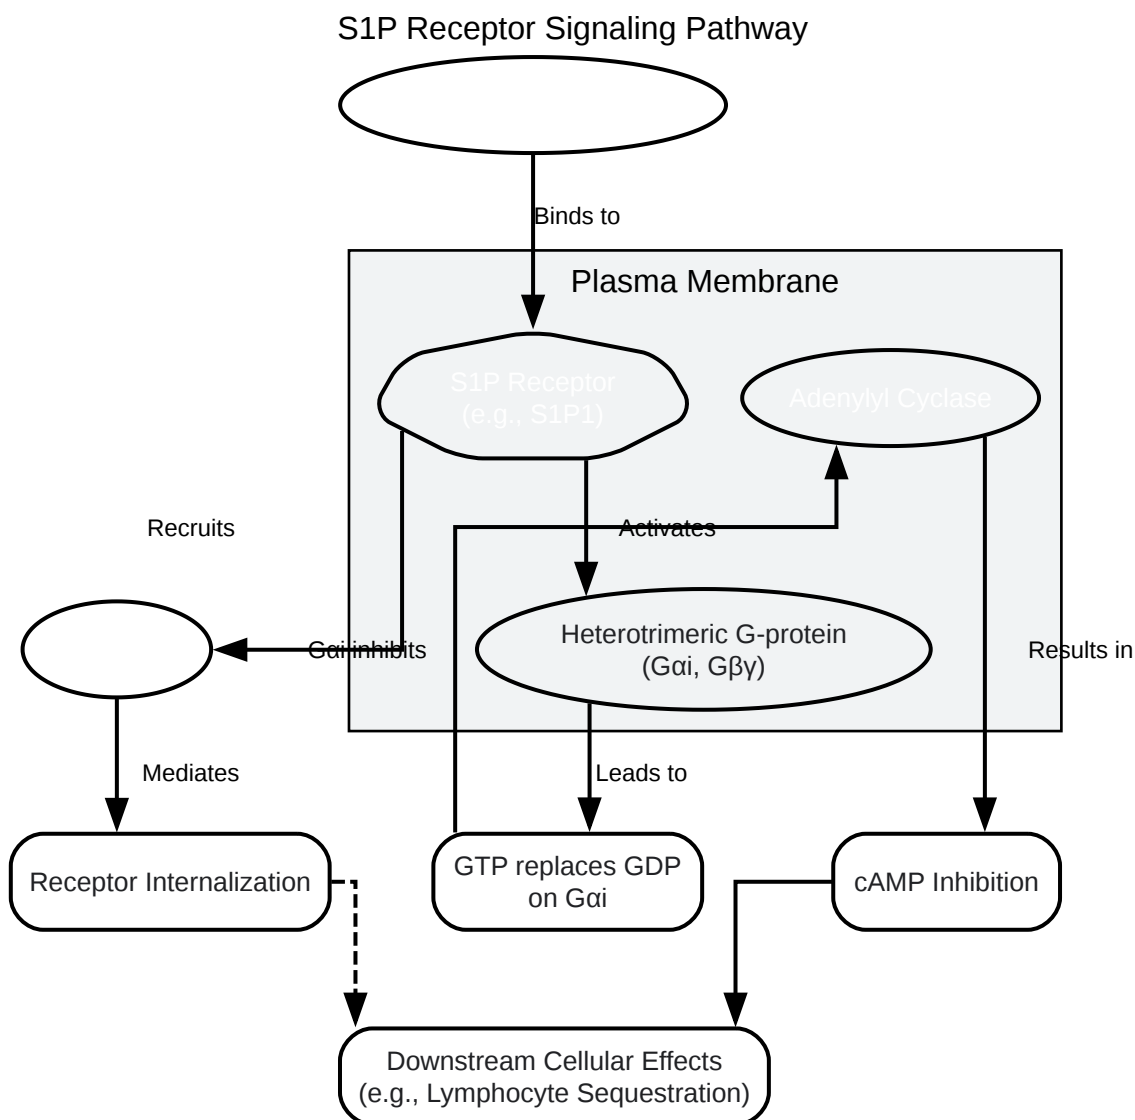 S1P Receptor Signaling Pathway
Binds to
Plasma Membrane
S1P Receptor
(e.g., S1P1)
Adenylyl Cyclase
Recruits
Activates
Heterotrimeric G-protein
(Gαi, Gβγ)
Gαi inhibits
Results in
Mediates
Leads to
Receptor Internalization
GTP replaces GDP
on Gαi
cAMP Inhibition
Downstream Cellular Effects
(e.g., Lymphocyte Sequestration)